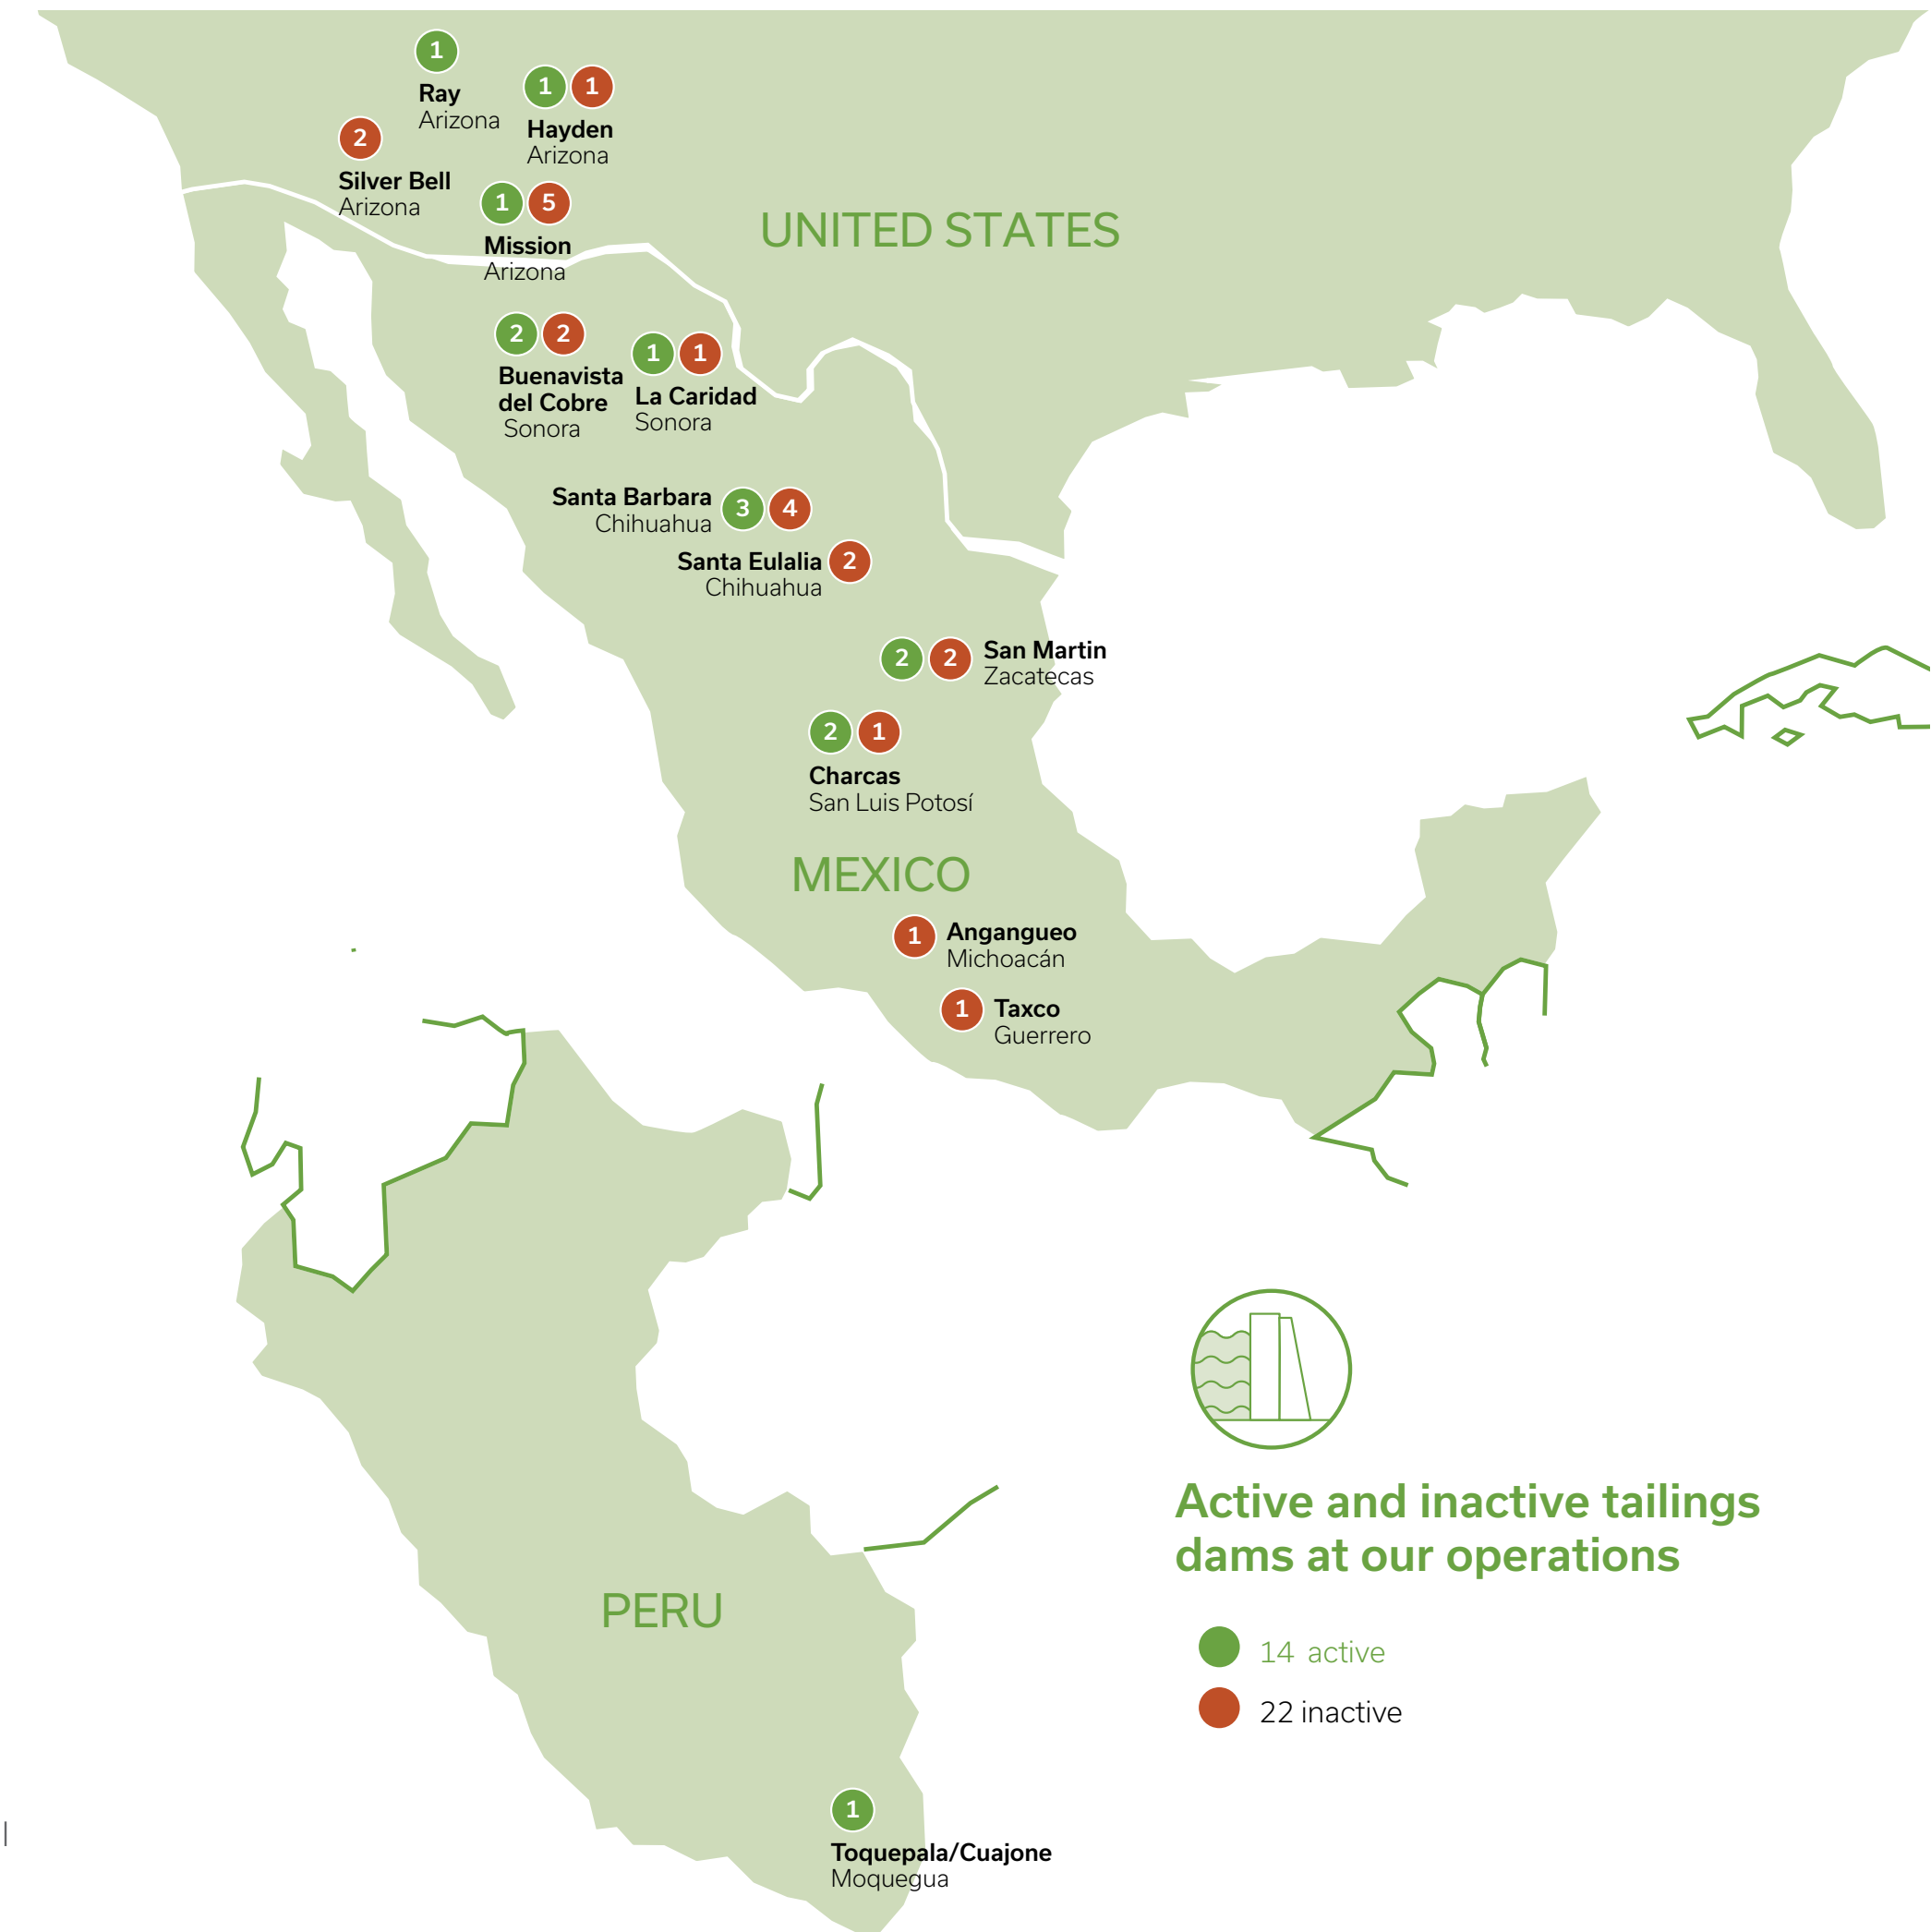 1
Ray
Arizona
1 1
Hayden
Arizona
2
Silver Bell
Arizona
1 5
Mission
Arizona
UNITED STATES
2 2
Buenavista
del Cobre
Sonora
1 1
La Caridad
Sonora
Santa Barbara
Chihuahua
3 4
Santa Eulalia
Chihuahua
2
2 2
San Martin
Zacatecas
2 1
Charcas
San Luis Potosí
MEXICO
1
Angangueo
Michoacán
1
Taxco
Guerrero
Active and inactive tailings
dams at our operations
14 active
22 inactive
PERU
1
Toquepala/Cuajone
Moquegua